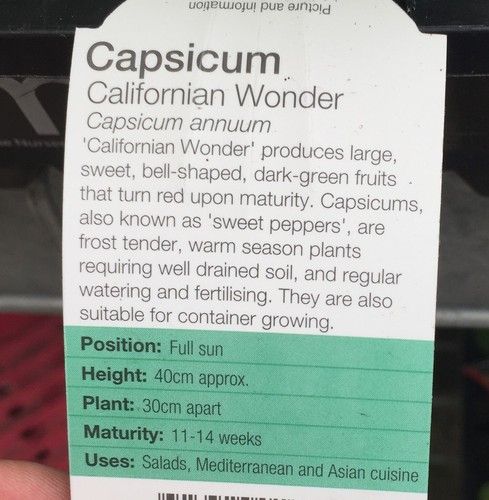 Picture and information
Capsicum
Californian Wonder
Capsicum annuum
'Californian Wonder' produces large,
sweet, bell-shaped, dark-green fruits
that turn red upon maturity. Capsicums,
also known as 'sweet peppers', are
frost tender, warm season plants
requiring well drained soil, and regular
watering and fertilising. They are also
suitable for container growing.
Position: Full sun
Height: 40cm approx.
Plant: 30cm apart
Maturity: 11-14 weeks
Uses: Salads, Mediterranean and Asian cuisine